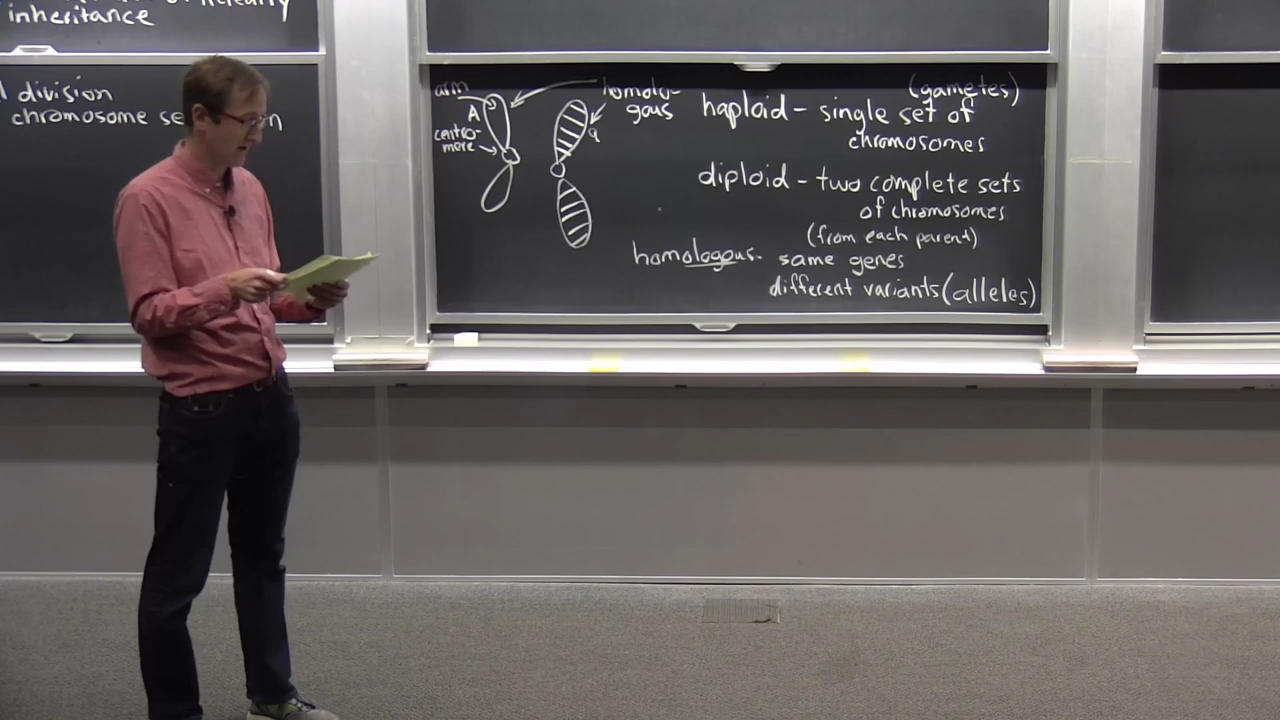 inheritance
division
chromosome
arm
A
centro-
mere
homolo-
gous
a
(gametes)
haploid - single set of
chromosomes
diploid - two complete sets
of chromosomes
(from each parent)
homologous - same genes
different variants (alleles)